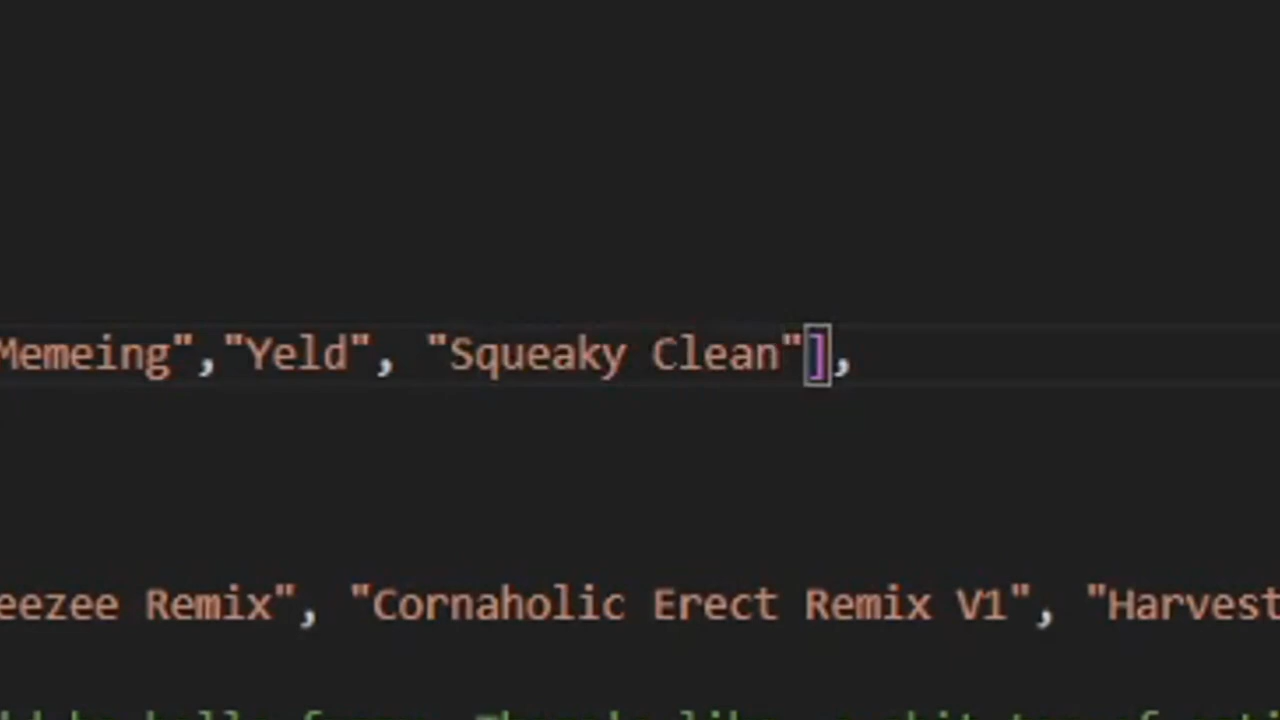 Memeing","Yeld", "Squeaky Clean"],
eezee Remix", "Cornaholic Erect Remix V1", "Harvest